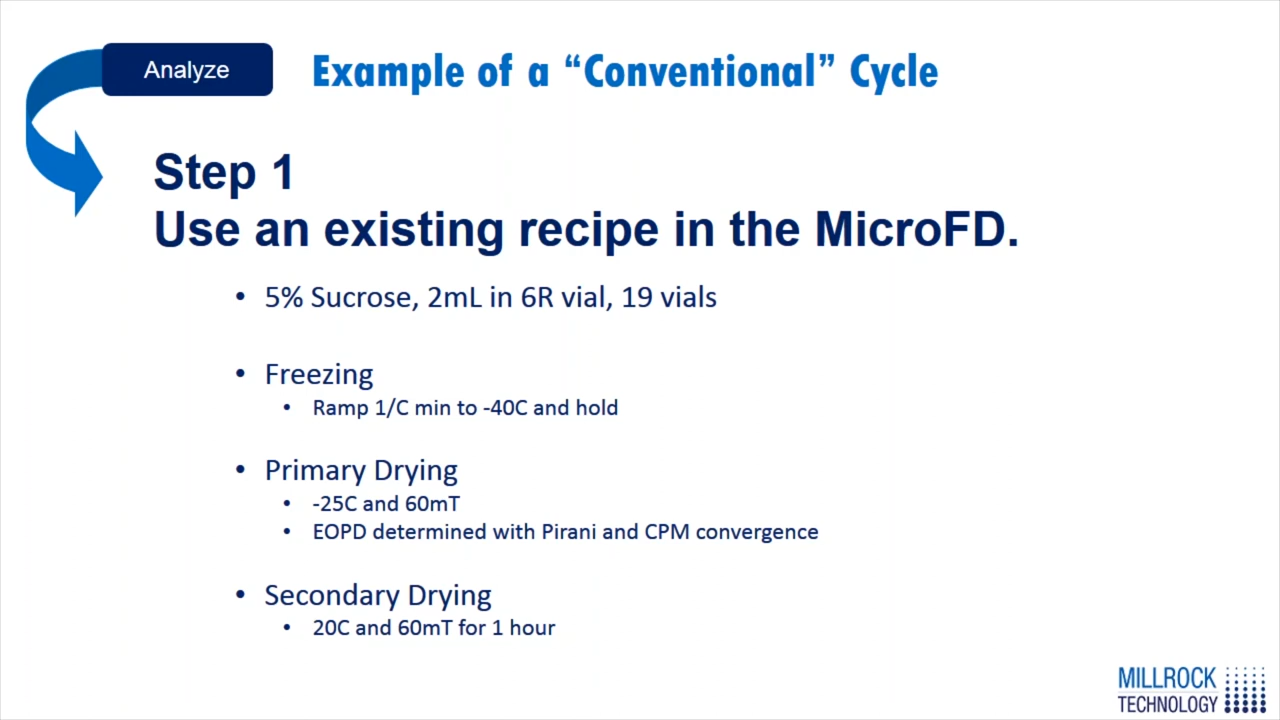 Analyze
Example of a “Conventional” Cycle
Step 1
Use an existing recipe in the MicroFD.
• 5% Sucrose, 2mL in 6R vial, 19 vials
• Freezing
• Ramp 1/C min to -40C and hold
• Primary Drying
• -25C and 60mT
• EOPD determined with Pirani and CPM convergence
• Secondary Drying
• 20C and 60mT for 1 hour
MILLROCK
TECHNOLOGY